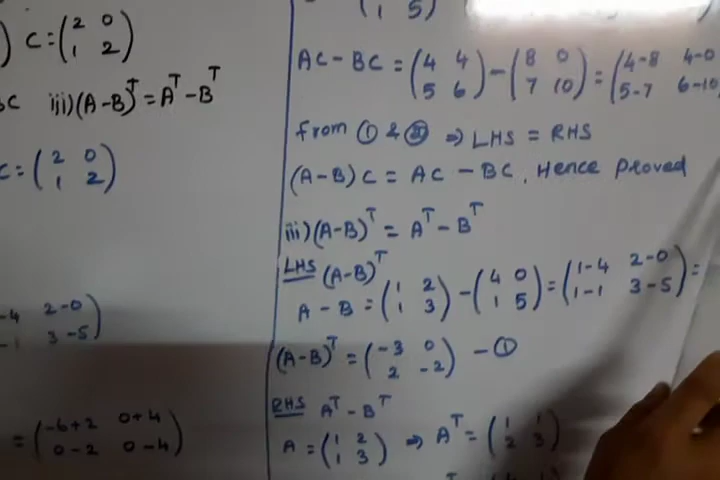 C = (2 0
1 2)
iii) (A-B)^T = A^T - B^T
C = (2 0
1 2)
-4 2-0
-1 3-5)
= (-6+2 0+4
0-2 0-4)
(1 5)
AC - BC = (4 4
5 6) - (8 0
7 10) = (4-8 4-0
5-7 6-10
From ① & ② ⇒ LHS = RHS
(A-B) C = AC - BC. Hence Proved
iii) (A-B)^T = A^T - B^T
LHS (A-B)^T
A - B = (1 2
1 3) - (4 0
1 5) = (1-4 2-0
1-1 3-5) =
(A-B)^T = (-3 0
2 -2) - ①
RHS A^T - B^T
A = (1 2
1 3) ⇒ A^T = (1 1
2 3)